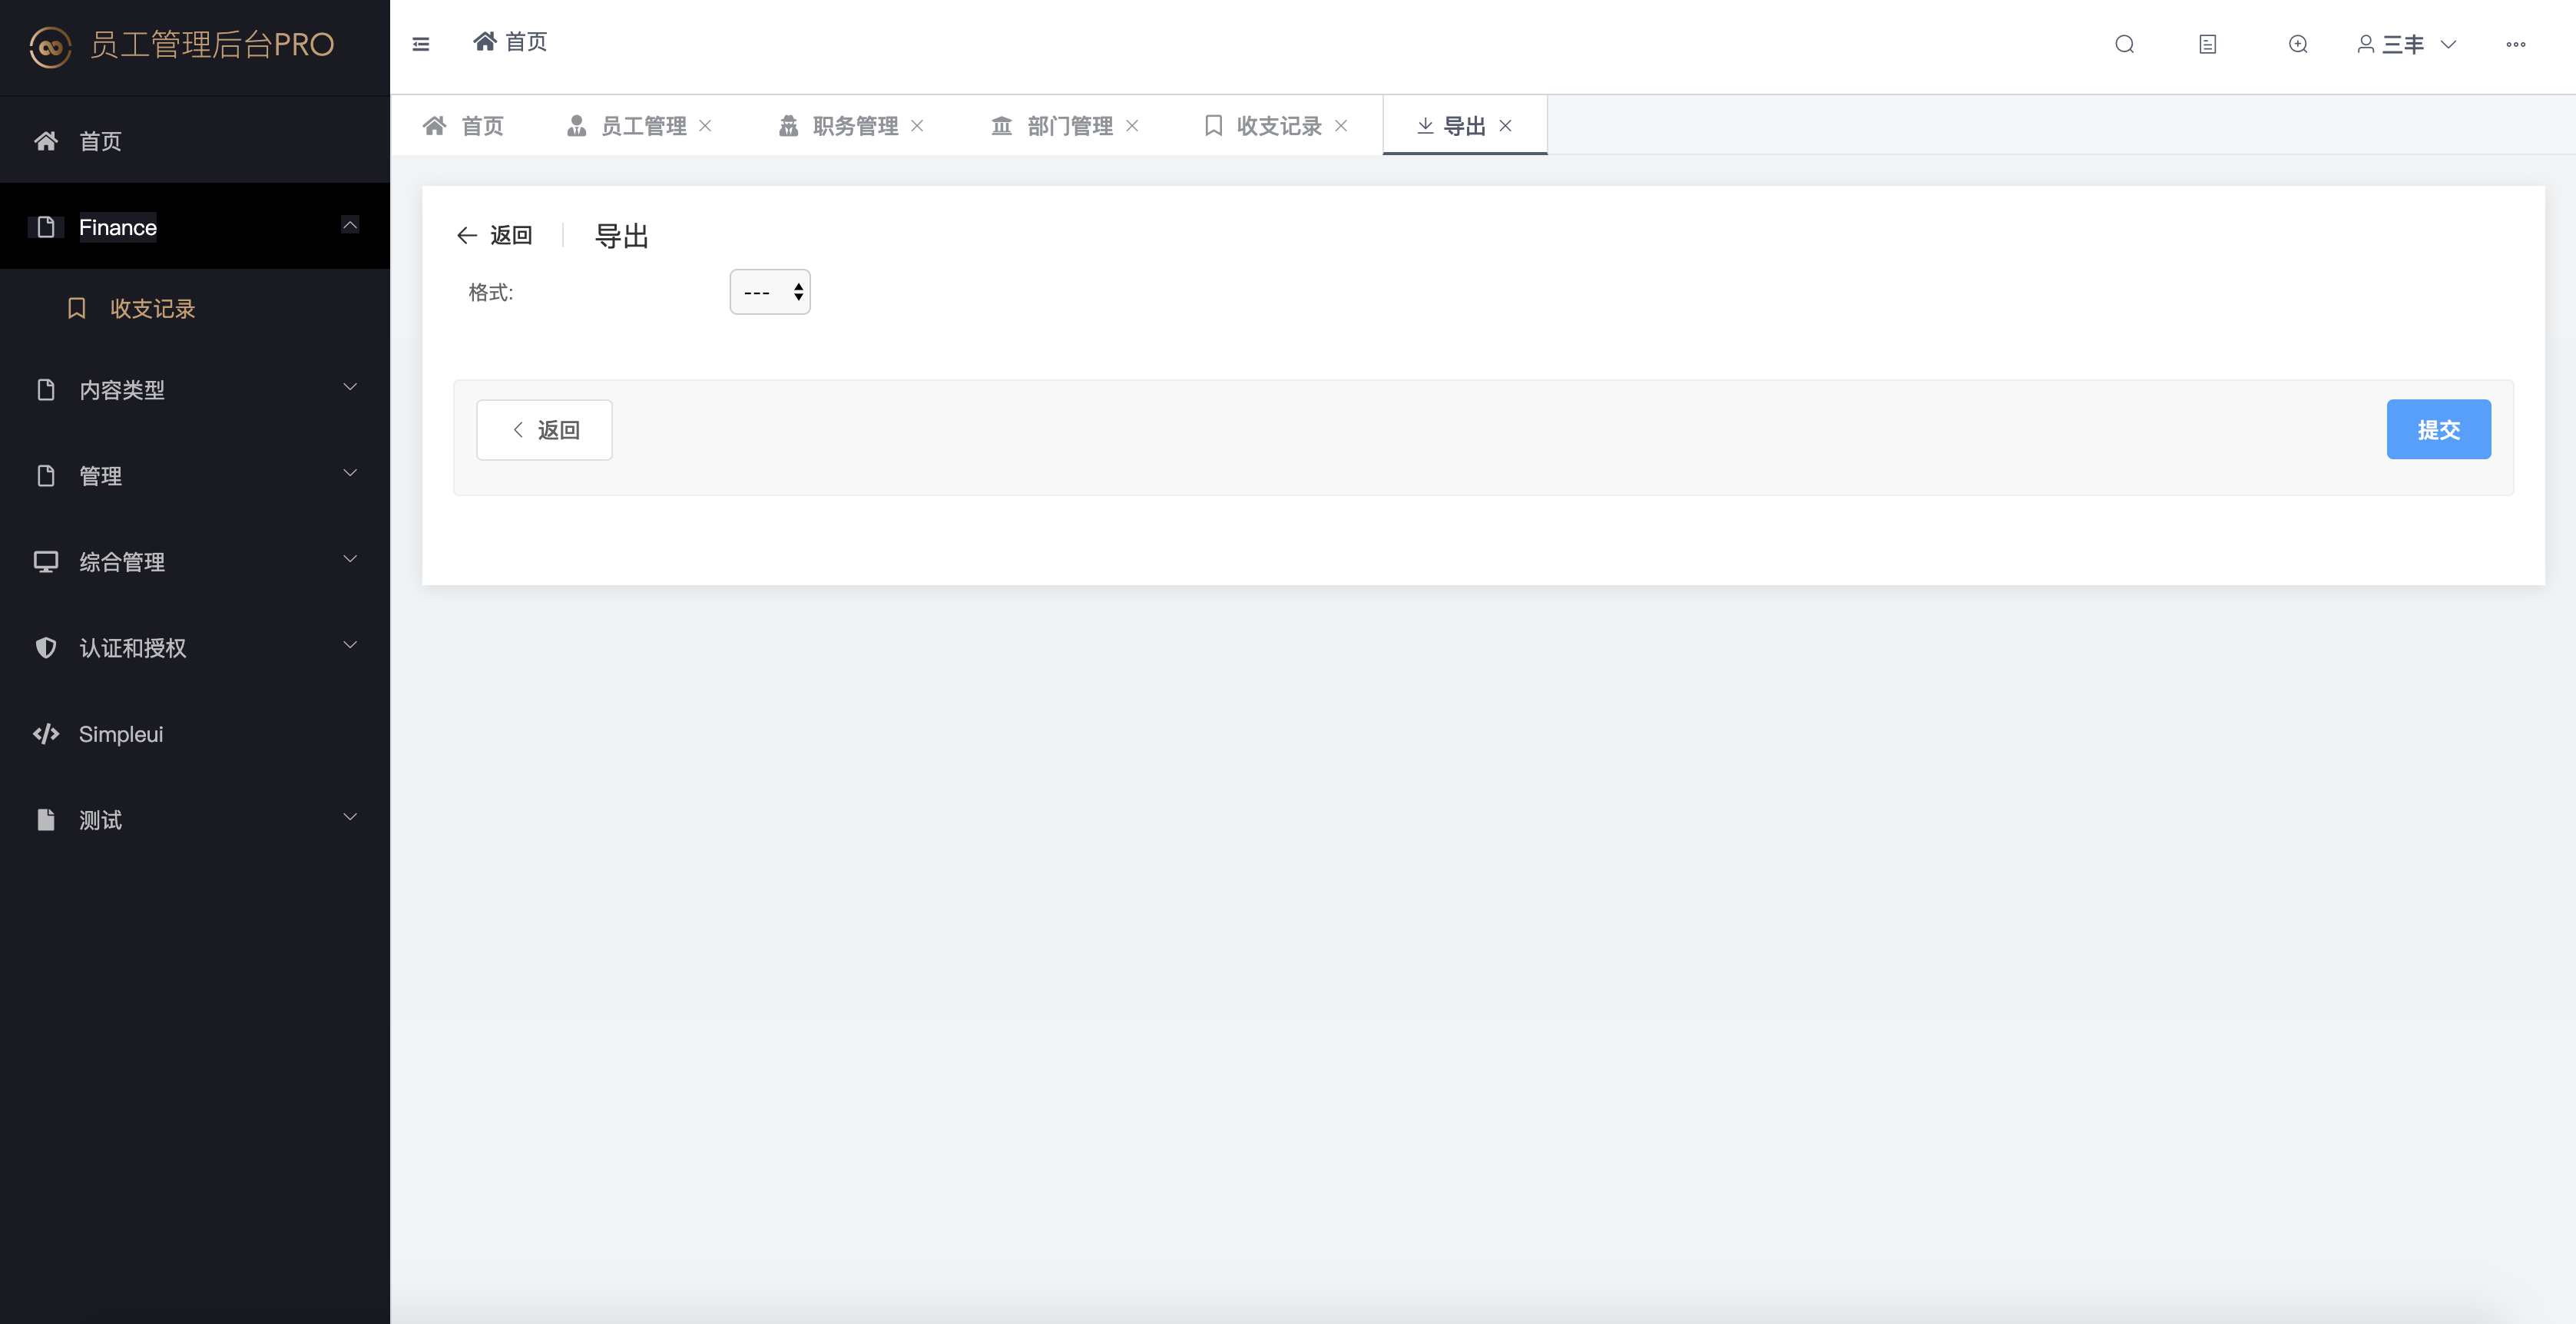 员工管理后台PRO
首页
三丰
首页
Finance
收支记录
内容类型
管理
综合管理
认证和授权
Simpleui
测试
首页 员工管理 职务管理 部门管理 收支记录 导出
返回 导出
格式: ---
返回 提交